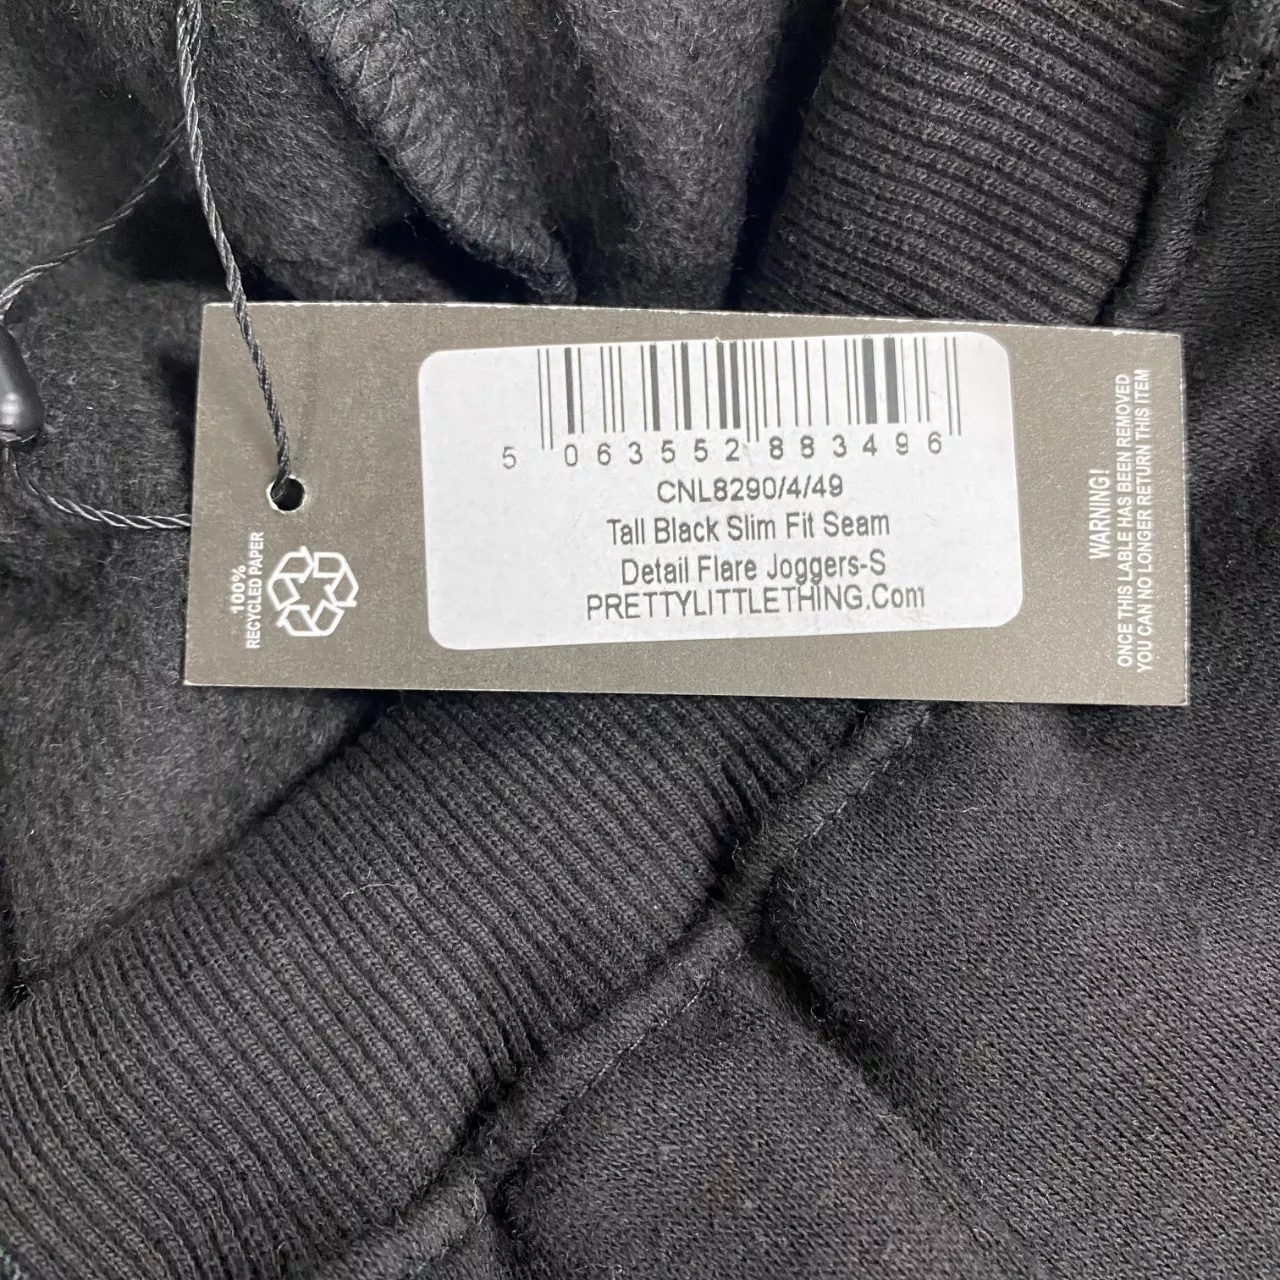 5 063552 883496
CNL8290/4/49
Tall Black Slim Fit Seam
Detail Flare Joggers-S
PRETTYLITTLETHING.Com
100%
RECYCLED PAPER
WARNING!
ONCE THIS LABLE HAS BEEN REMOVED
YOU CAN NO LONGER RETURN THIS ITEM